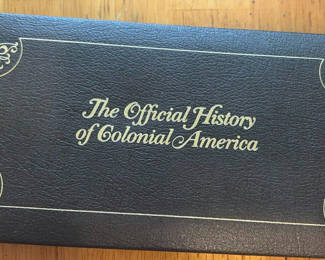 The Official History
of Colonial America